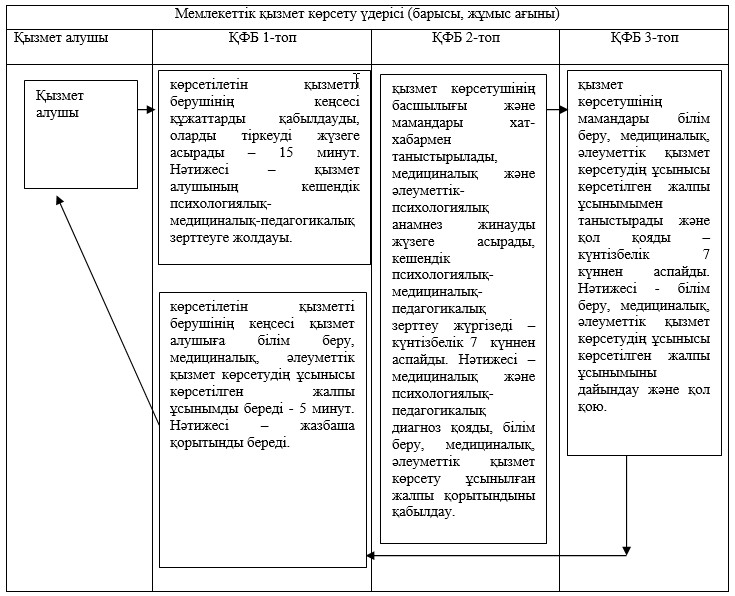 Мемлекеттік қызмет көрсету үдерісі (барысы, жұмыс ағыны)
Қызмет алушы
ҚФБ 1-топ
ҚФБ 2-топ
ҚФБ 3-топ
Қызмет
алушы
көрсетілетін қызметті
берушінің кеңсесі
құжаттарды қабылдауды,
оларды тіркеуді жүзеге
асырады – 15 минут.
Нәтижесі – қызмет
алушының кешендік
психологиялық-
медициналық-педагогикалық
зерттеуге жолдауы.
көрсетілетін қызметті
берушінің кеңсесі қызмет
алушыға білім беру,
медициналық, әлеуметтік
қызмет көрсетудің ұсынысы
көрсетілген жалпы
ұсынымды береді - 5 минут.
Нәтижесі – жазбаша
қорытынды береді.
қызмет көрсетушінің
басшылығы және
мамандары хат-
хабармен
таныстырылады,
медициналық және
әлеуметтік-
психологиялық
анамнез жинауды
жүзеге асырады,
кешендік
психологиялық-
медициналық-
педагогикалық
зерттеу жүргізеді –
күнтізбелік 7 күннен
аспайды. Нәтижесі –
медициналық және
психологиялық-
педагогикалық
диагноз қояды, білім
беру, медициналық,
әлеуметтік қызмет
көрсету ұсынылған
жалпы қорытындыны
қабылдау.
қызмет
көрсетушінің
мамандары білім
беру, медициналық,
әлеуметтік қызмет
көрсетудің ұсынысы
көрсетілген жалпы
ұсынымымен
таныстырады және
қол қояды –
күнтізбелік 7
күннен аспайды.
Нәтижесі - білім
беру, медициналық,
әлеуметтік қызмет
көрсетудің ұсынысы
көрсетілген жалпы
ұсынымыны
дайындау және қол
қою.